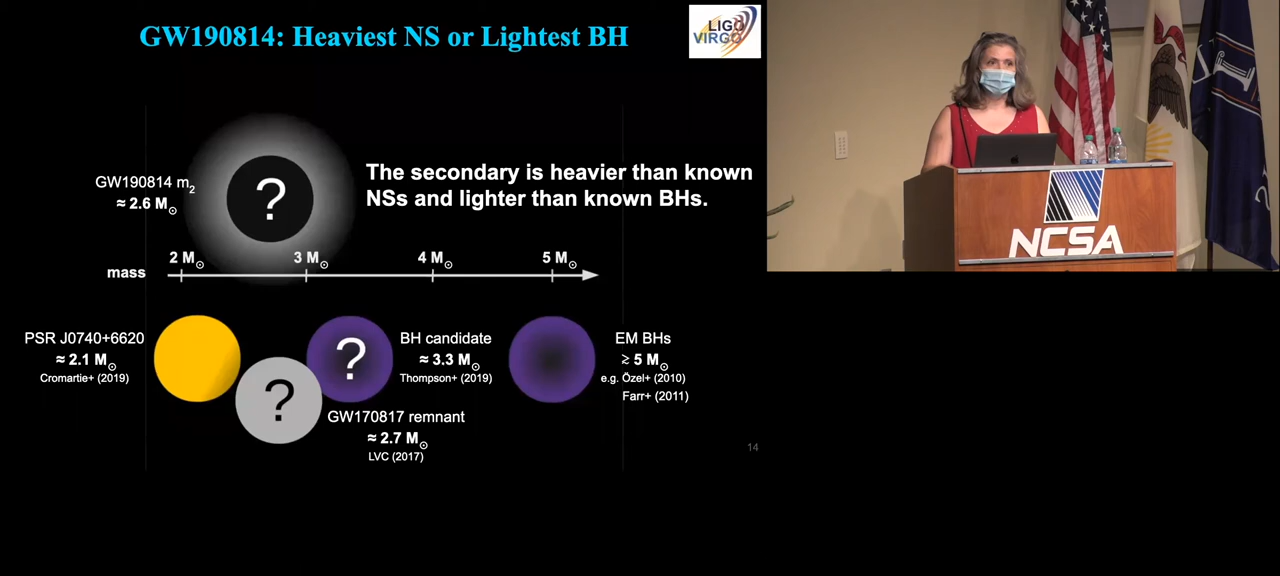 GW190814: Heaviest NS or Lightest BH
LIGO
VIRGO
GW190814 m₂
≈ 2.6 M☉
?
The secondary is heavier than known
NSs and lighter than known BHs.
2 M☉ 3 M☉ 4 M☉ 5 M☉
mass
PSR J0740+6620
≈ 2.1 M☉
Cromartie+ (2019)
?
?
BH candidate
≈ 3.3 M☉
Thompson+ (2019)
GW170817 remnant
≈ 2.7 M☉
LVC (2017)
EM BHs
≳ 5 M☉
e.g. Özel+ (2010)
Farr+ (2011)
14
NCSA